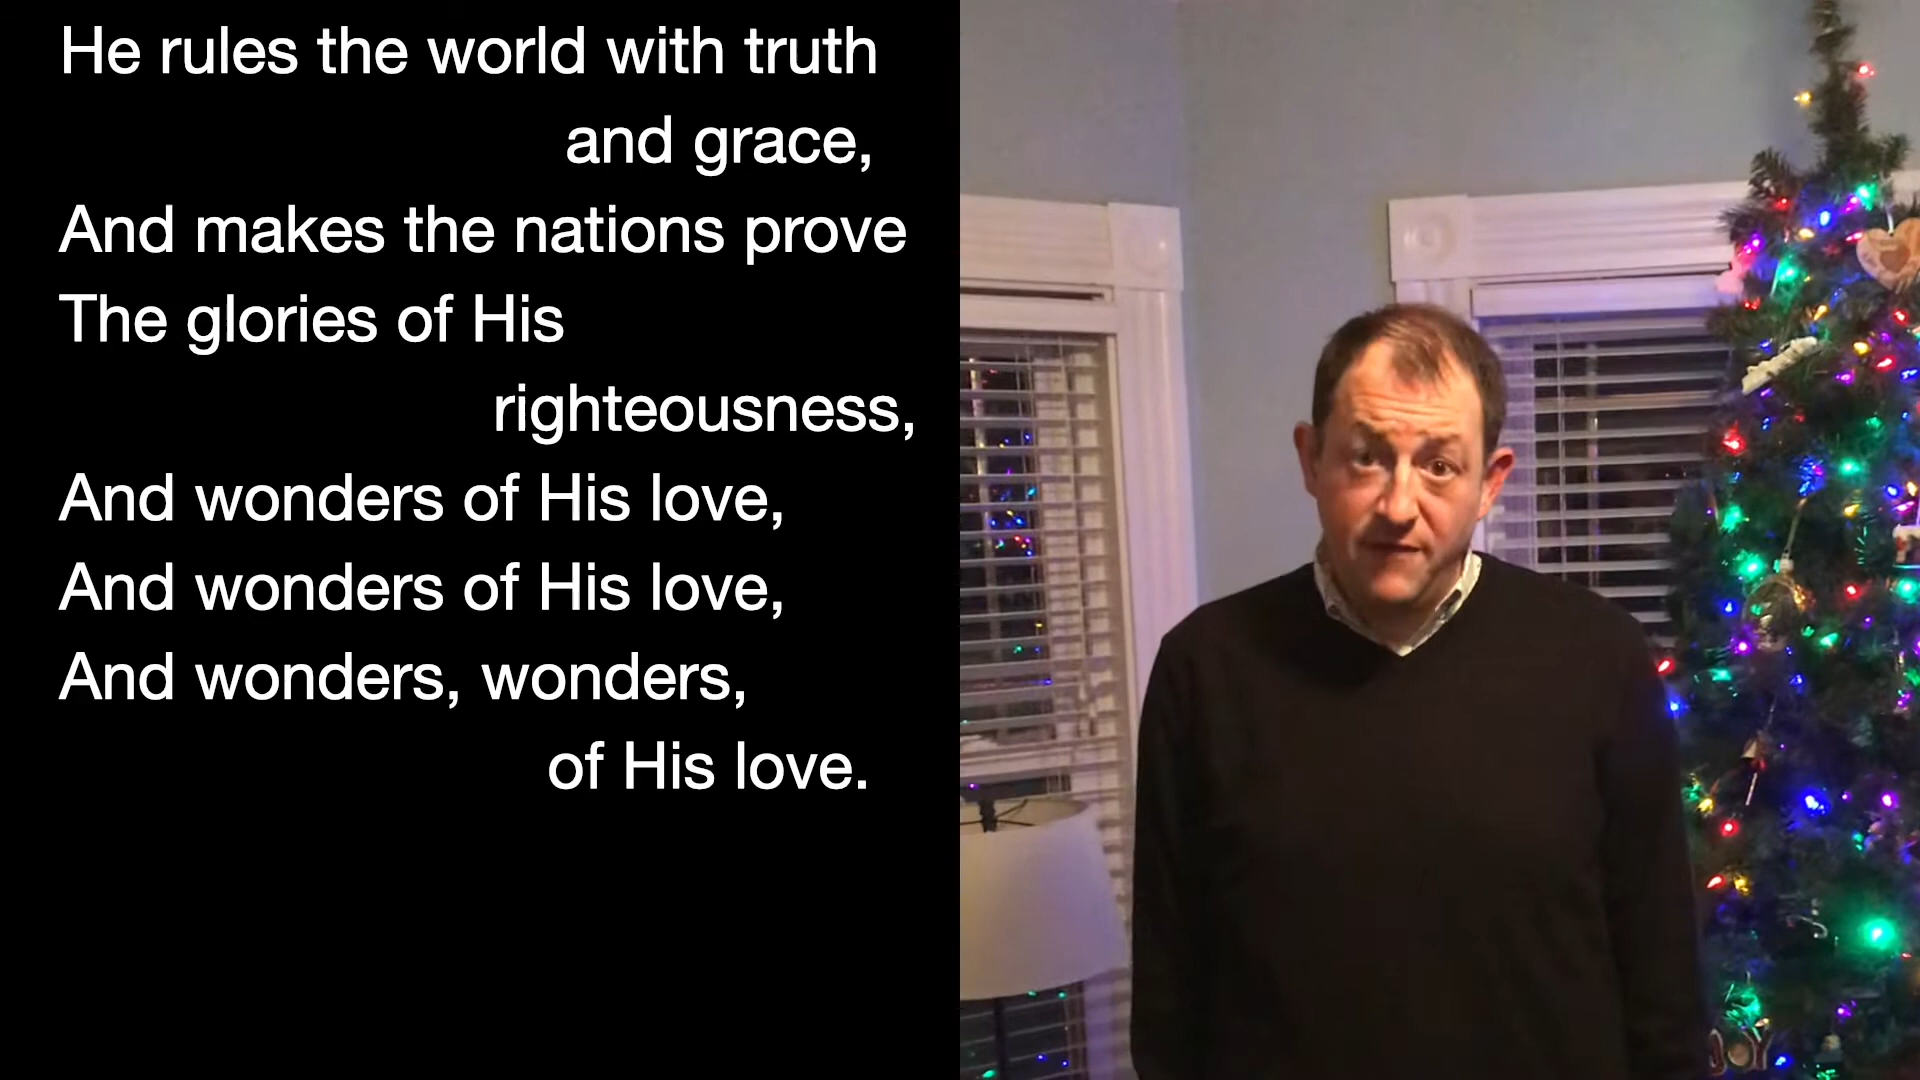 He rules the world with truth
and grace,
And makes the nations prove
The glories of His
righteousness,
And wonders of His love,
And wonders of His love,
And wonders, wonders,
of His love.
JOY